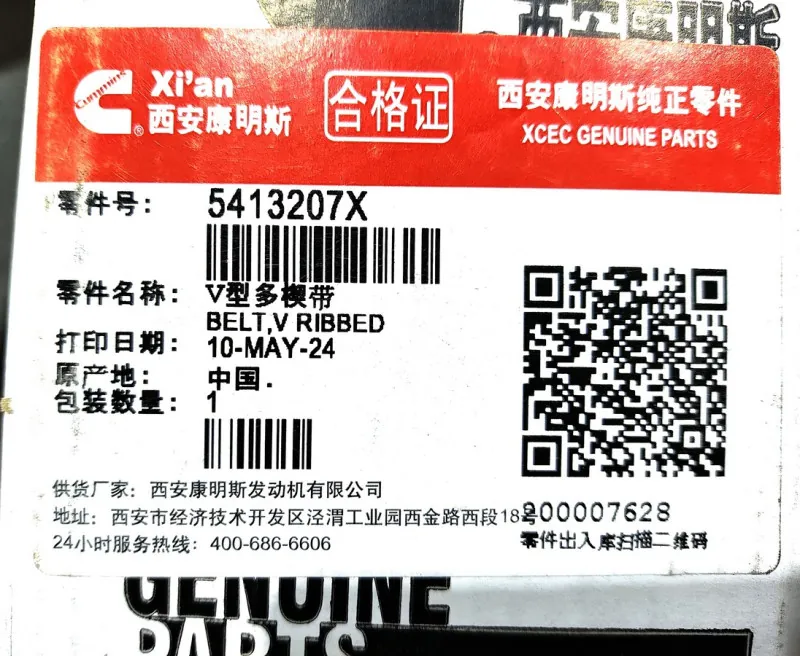 西安康明斯
Cummins
Xi'an
西安康明斯
合格证
西安康明斯纯正零件
XCEC GENUINE PARTS
零件号： 5413207X
零件名称： V型多楔带
BELT,V RIBBED
打印日期： 10-MAY-24
原产地： 中国.
包装数量： 1
供货厂家： 西安康明斯发动机有限公司
地址： 西安市经济技术开发区泾渭工业园西金路西段18号
200007628
24小时服务热线： 400-686-6606
零件出入库扫描二维码
GENUINE
PARTS